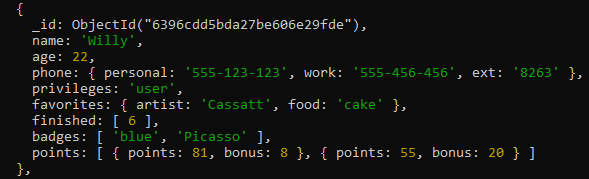 {
_id: ObjectId("6396cdd5bda27be606e29fde"),
name: 'Willy',
age: 22,
phone: { personal: '555-123-123', work: '555-456-456', ext: '8263' },
privileges: 'user',
favorites: { artist: 'Cassatt', food: 'cake' },
finished: [ 6 ],
badges: [ 'blue', 'Picasso' ],
points: [ { points: 81, bonus: 8 }, { points: 55, bonus: 20 } ]
},